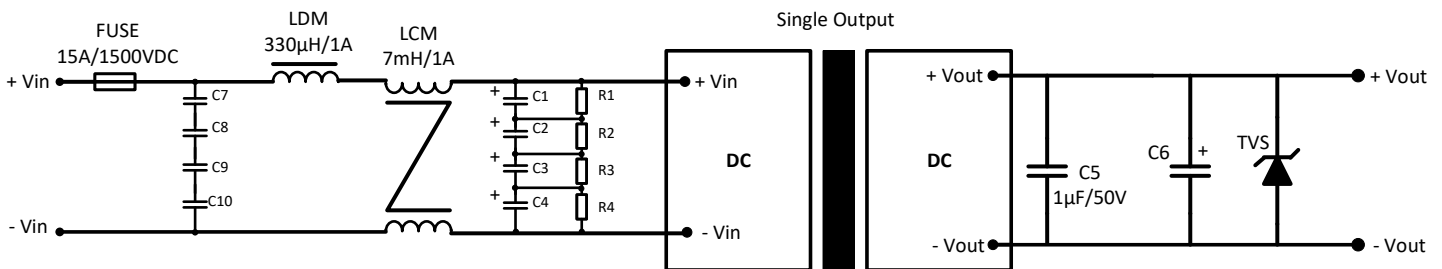 Single Output
FUSE
15A/1500VDC
LDM
330µH/1A
LCM
7mH/1A
+ Vin
C7
C8
C9
C10
- Vin
+ C1
+ C2
+ C3
+ C4
R1
R2
R3
R4
+ Vin
DC
- Vin
+ Vout
DC
- Vout
C5
1µF/50V
C6 +
TVS
+ Vout
- Vout